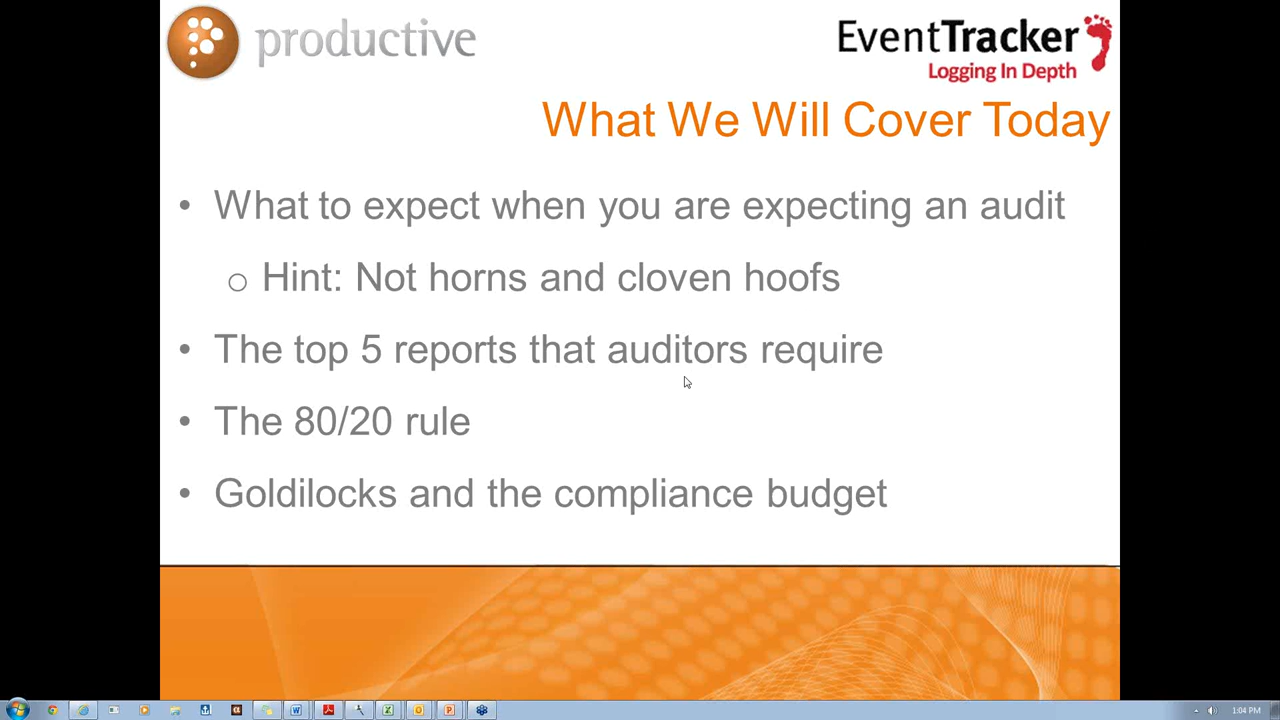 productive
EventTracker
Logging In Depth
What We Will Cover Today
• What to expect when you are expecting an audit
o Hint: Not horns and cloven hoofs
• The top 5 reports that auditors require
• The 80/20 rule
• Goldilocks and the compliance budget
1:04 PM